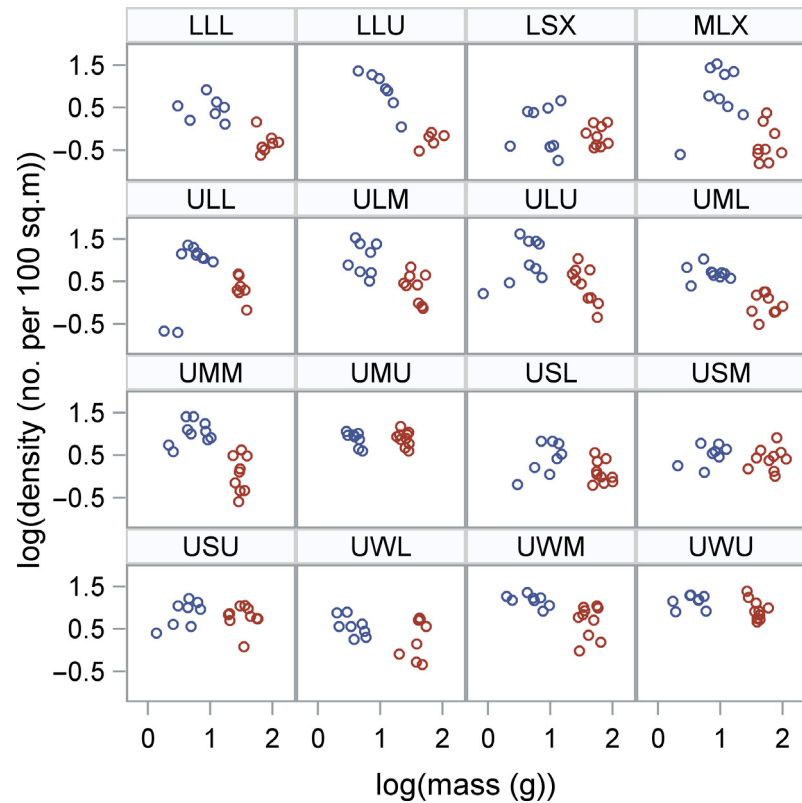 LLL LLU LSX MLX
1.5
0.5
−0.5
ULL ULM ULU UML
1.5
0.5
−0.5
UMM UMU USL USM
1.5
0.5
−0.5
USU UWL UWM UWU
1.5
0.5
−0.5
0 1 2 0 1 2 0 1 2 0 1 2
log(mass (g))
log(density (no. per 100 sq.m))